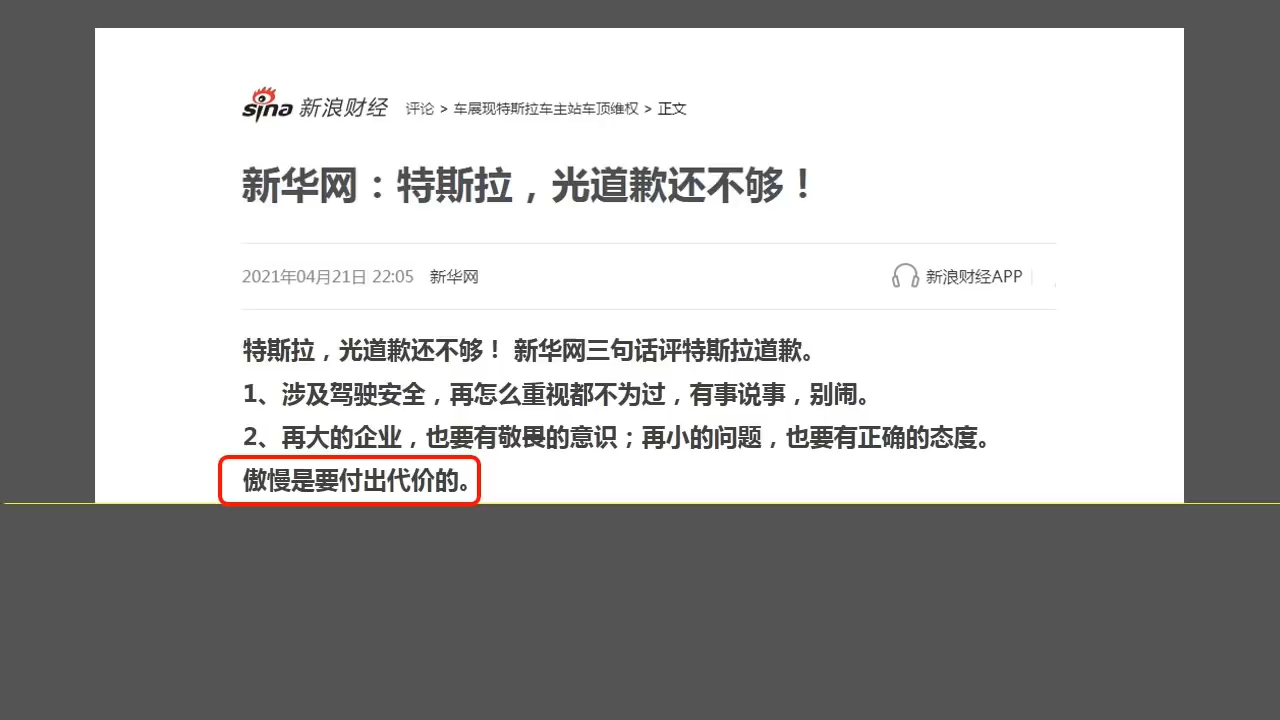 sina 新浪财经 评论 > 车展现特斯拉车主站车顶维权 > 正文
新华网：特斯拉，光道歉还不够！
2021年04月21日 22:05 新华网 新浪财经APP
特斯拉，光道歉还不够！ 新华网三句话评特斯拉道歉。
1、涉及驾驶安全，再怎么重视都不为过，有事说事，别闹。
2、再大的企业，也要有敬畏的意识；再小的问题，也要有正确的态度。
傲慢是要付出代价的。